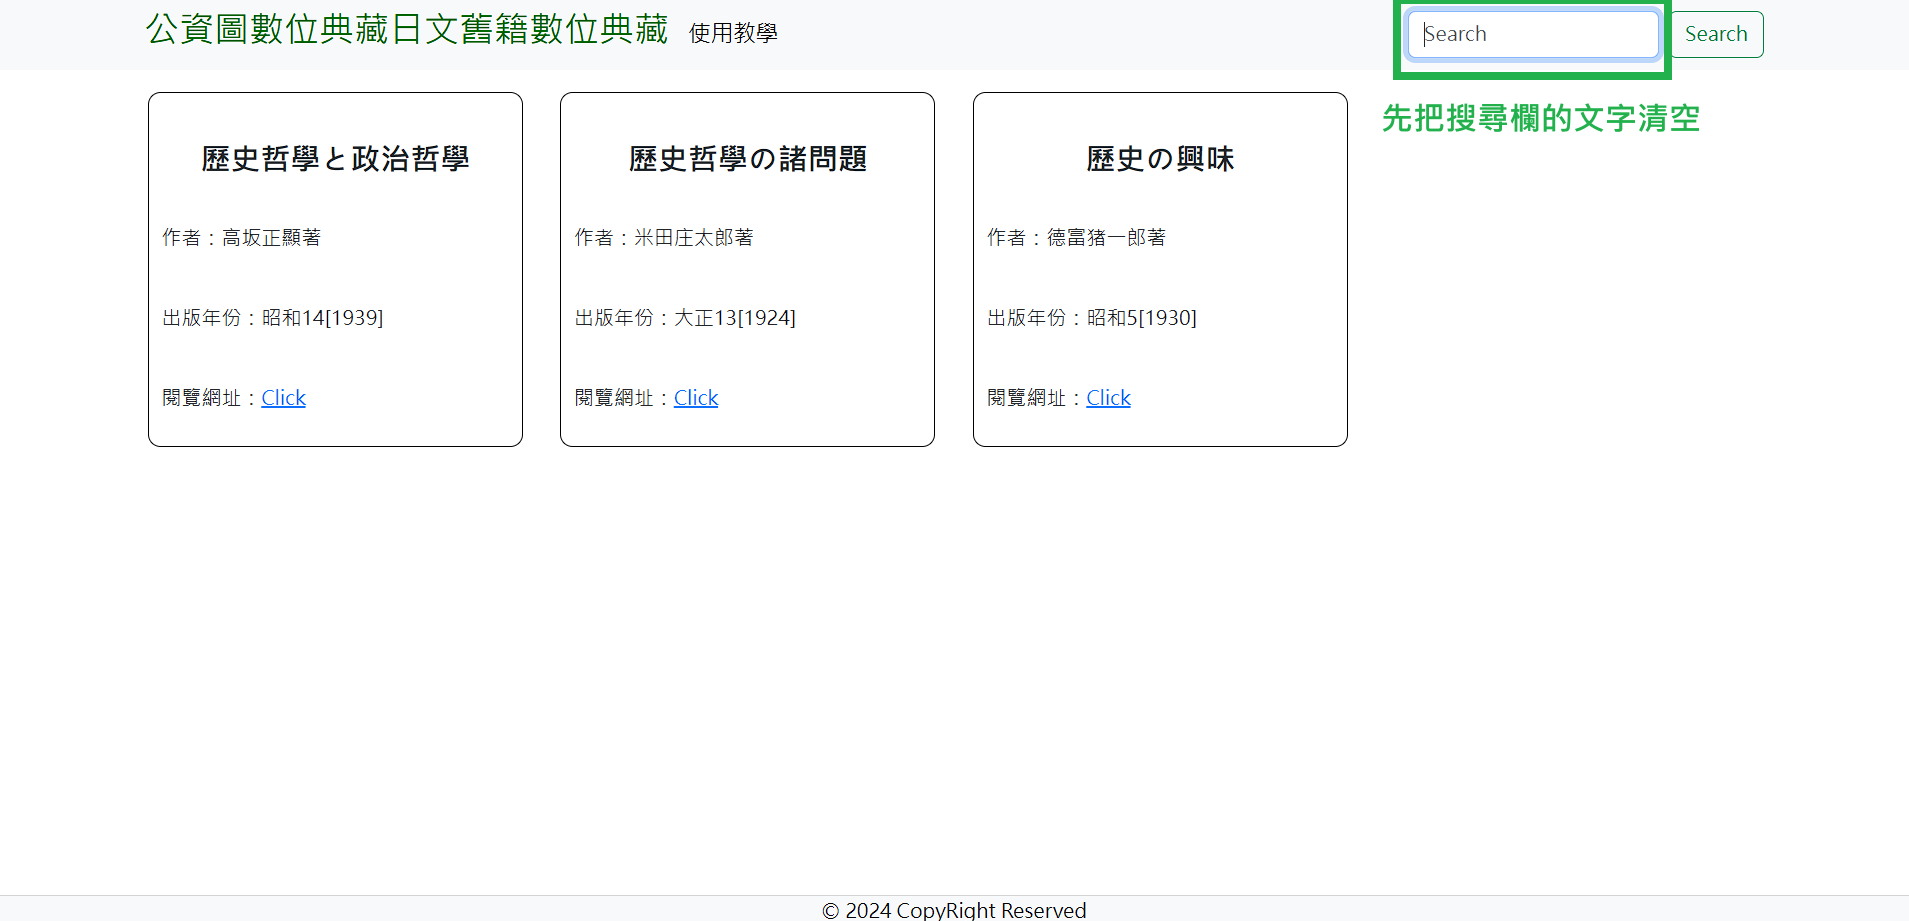 公資圖數位典藏日文舊籍數位典藏 使用教學 Search Search
先把搜尋欄的文字清空
歷史哲學と政治哲學
作者：高坂正顯著
出版年份：昭和14[1939]
閱覽網址：Click
歷史哲學の諸問題
作者：米田庄太郎著
出版年份：大正13[1924]
閱覽網址：Click
歷史の興味
作者：德富猪一郎著
出版年份：昭和5[1930]
閱覽網址：Click
© 2024 CopyRight Reserved